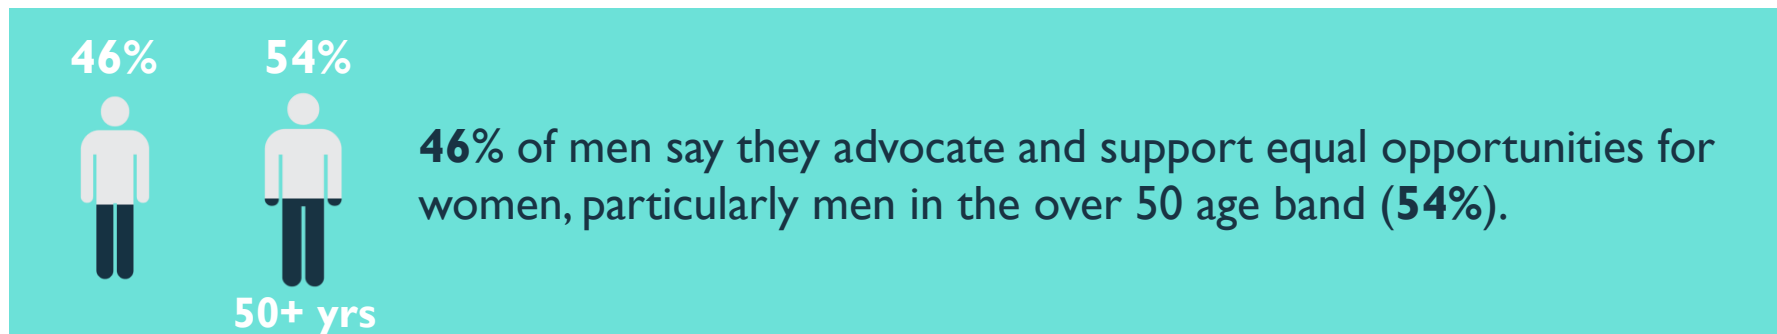 46%
54%
50+ yrs
46% of men say they advocate and support equal opportunities for
women, particularly men in the over 50 age band (54%).